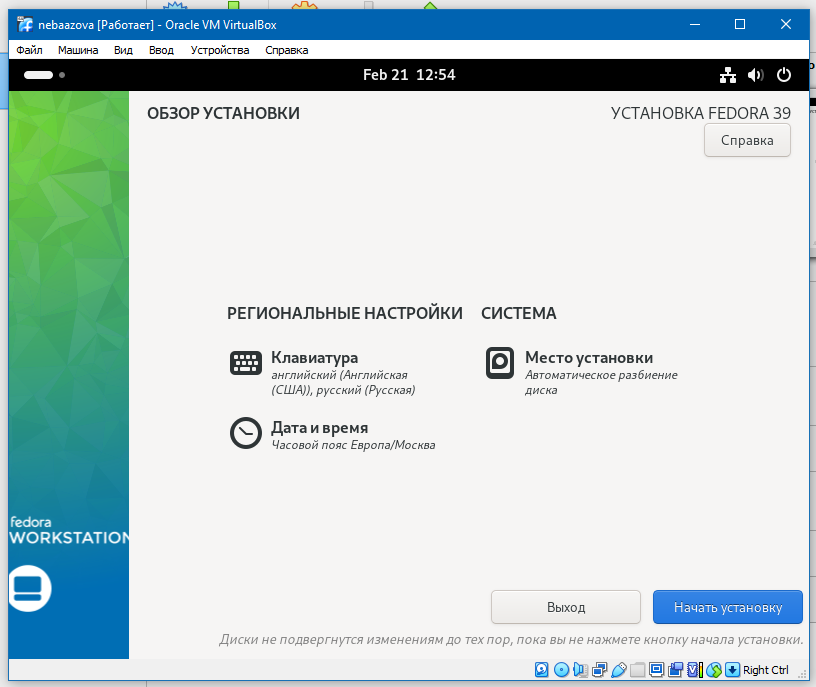 nebaazova [Работает] - Oracle VM VirtualBox
Файл Машина Вид Ввод Устройства Справка
Feb 21 12:54
ОБЗОР УСТАНОВКИ
УСТАНОВКА FEDORA 39
Справка
РЕГИОНАЛЬНЫЕ НАСТРОЙКИ
СИСТЕМА
Клавиатура
английский (Английская
(США)), русский (Русская)
Место установки
Автоматическое разбиение
диска
Дата и время
Часовой пояс Европа/Москва
fedora
WORKSTATION
Выход
Начать установку
Диски не подвергнутся изменениям до тех пор, пока вы не нажмете кнопку начала установки.
Right Ctrl